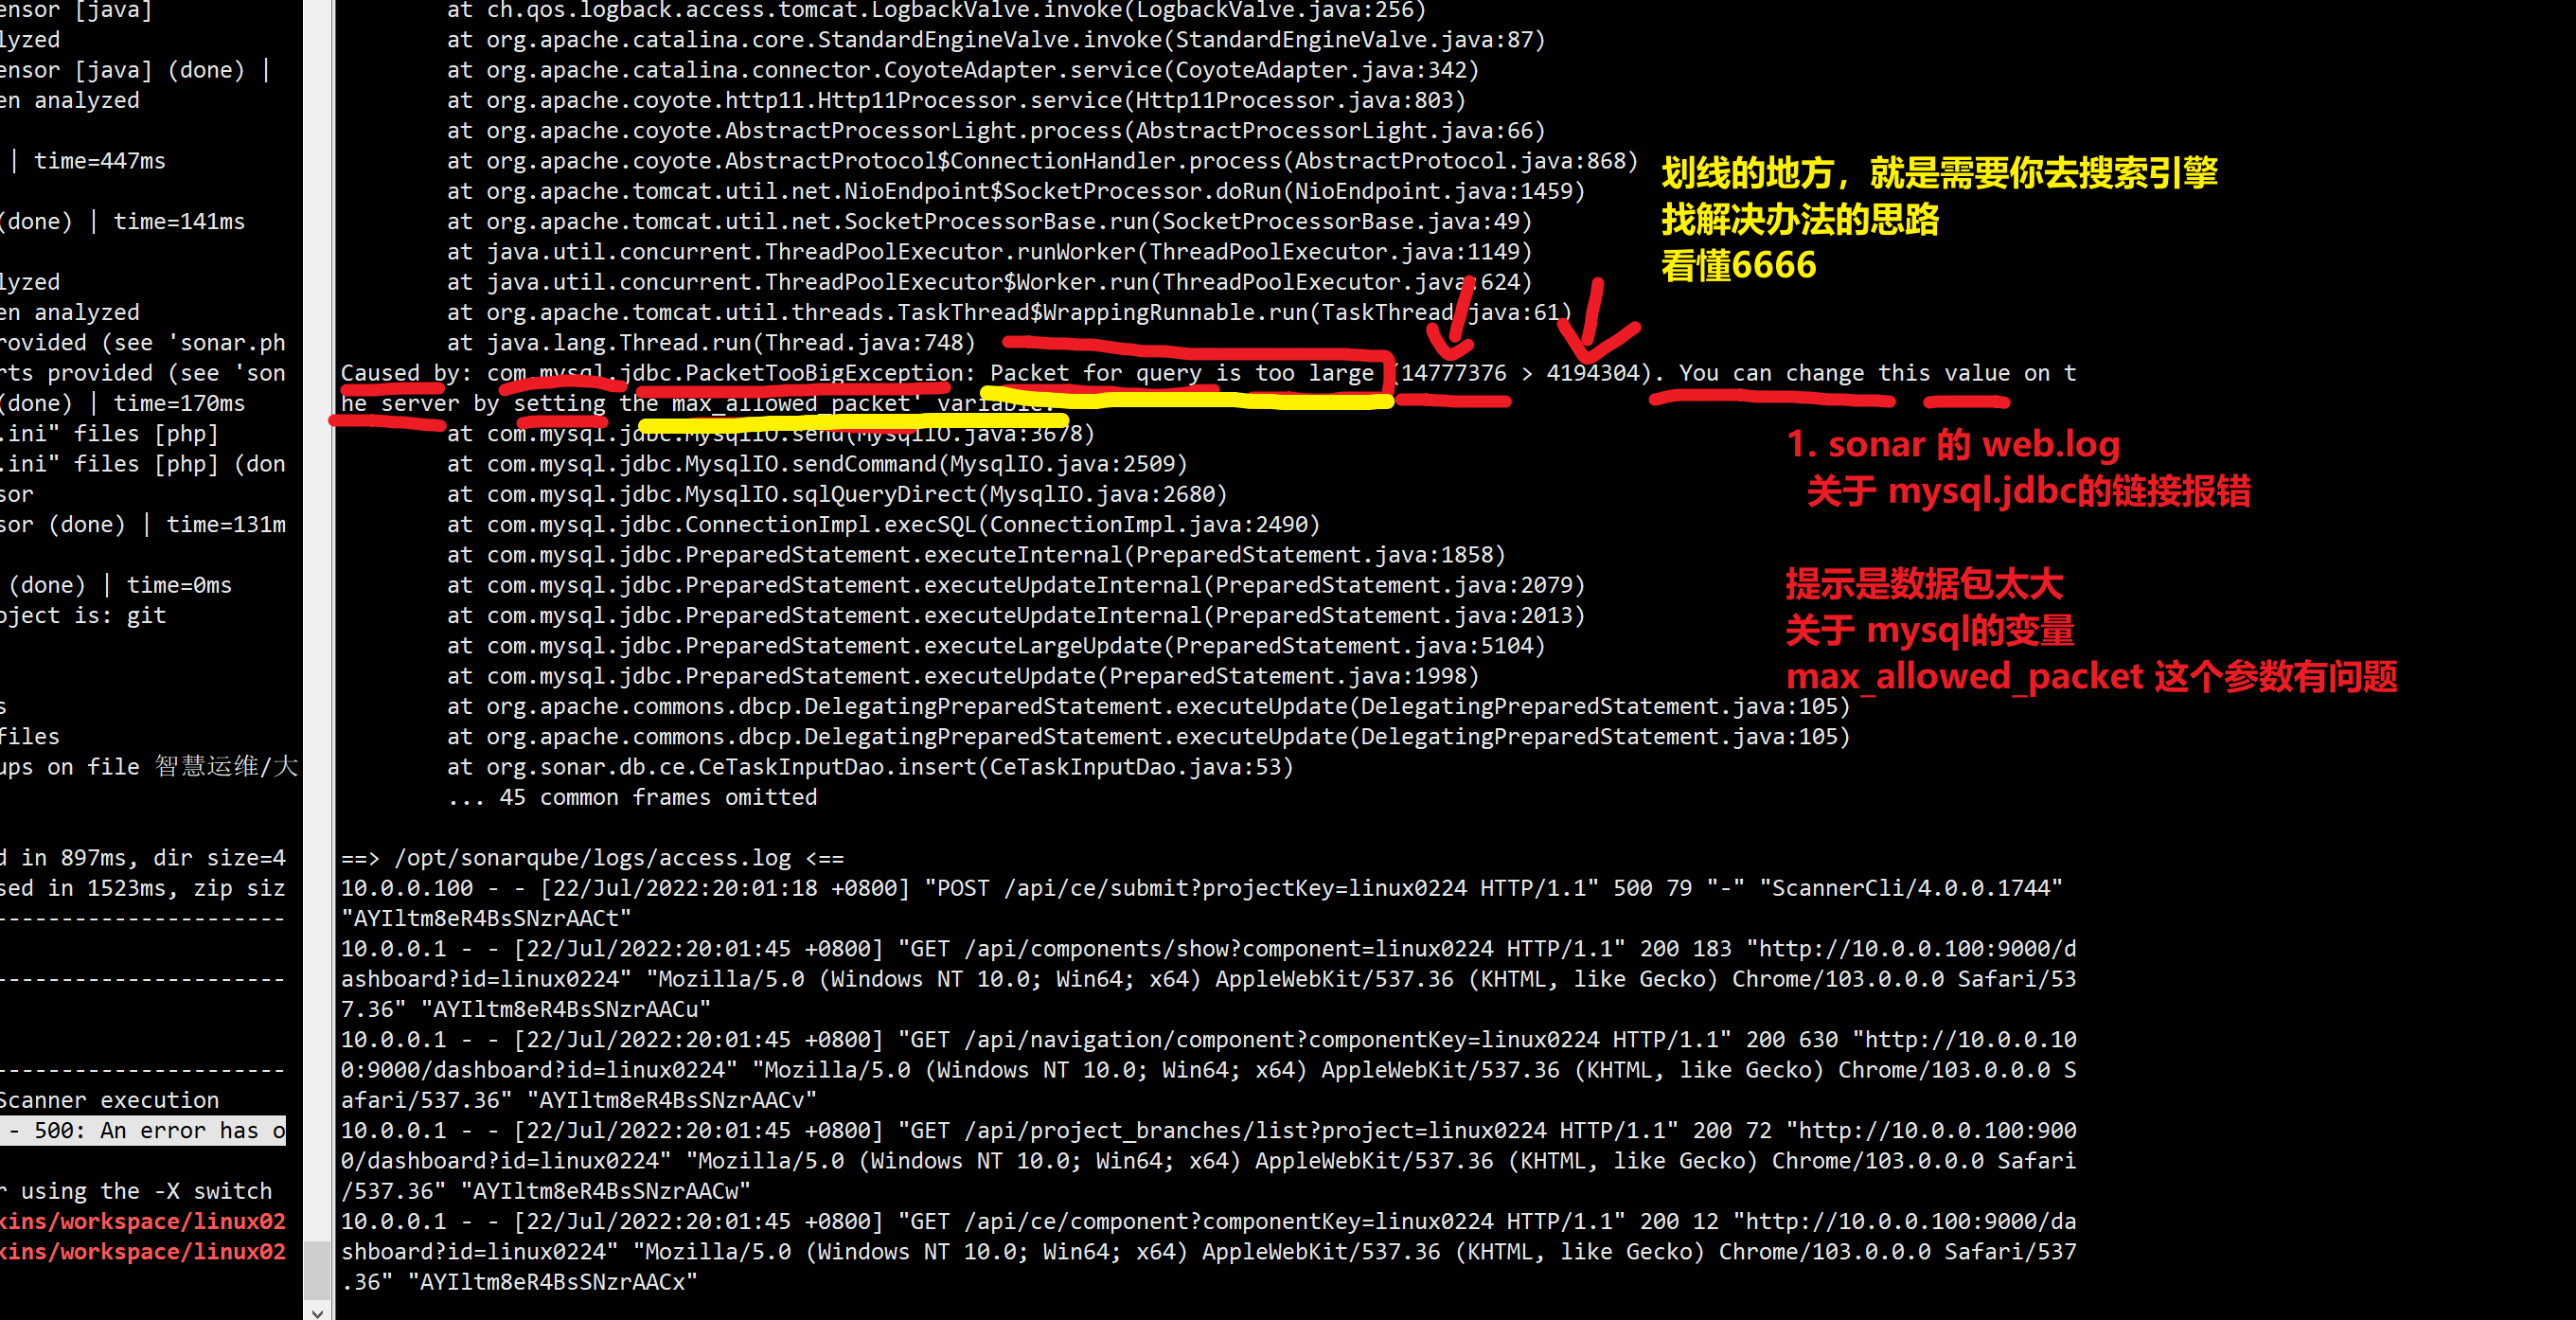 ensor [java]
lyzed
ensor [java] (done) |
en analyzed
| time=447ms
(done) | time=141ms
lyzed
en analyzed
rovided (see 'sonar.ph
rts provided (see 'son
(done) | time=170ms
.ini" files [php]
.ini" files [php] (don
sor
sor (done) | time=131m
(done) | time=0ms
oject is: git
s
files
ups on file 智慧运维/大
d in 897ms, dir size=4
sed in 1523ms, zip siz
----------------------
----------------------
----------------------
Scanner execution
- 500: An error has o
r using the -X switch
kins/workspace/linux02
kins/workspace/linux02
at ch.qos.logback.access.tomcat.LogbackValve.invoke(LogbackValve.java:256)
at org.apache.catalina.core.StandardEngineValve.invoke(StandardEngineValve.java:87)
at org.apache.catalina.connector.CoyoteAdapter.service(CoyoteAdapter.java:342)
at org.apache.coyote.http11.Http11Processor.service(Http11Processor.java:803)
at org.apache.coyote.AbstractProcessorLight.process(AbstractProcessorLight.java:66)
at org.apache.coyote.AbstractProtocol$ConnectionHandler.process(AbstractProtocol.java:868)
at org.apache.tomcat.util.net.NioEndpoint$SocketProcessor.doRun(NioEndpoint.java:1459)
at org.apache.tomcat.util.net.SocketProcessorBase.run(SocketProcessorBase.java:49)
at java.util.concurrent.ThreadPoolExecutor.runWorker(ThreadPoolExecutor.java:1149)
at java.util.concurrent.ThreadPoolExecutor$Worker.run(ThreadPoolExecutor.java:624)
at org.apache.tomcat.util.threads.TaskThread$WrappingRunnable.run(TaskThread.java:61)
at java.lang.Thread.run(Thread.java:748)
Caused by: com.mysql.jdbc.PacketTooBigException: Packet for query is too large (14777376 > 4194304). You can change this value on t
he server by setting the max_allowed_packet' variable.
at com.mysql.jdbc.MysqlIO.send(MysqlIO.java:3678)
at com.mysql.jdbc.MysqlIO.sendCommand(MysqlIO.java:2509)
at com.mysql.jdbc.MysqlIO.sqlQueryDirect(MysqlIO.java:2680)
at com.mysql.jdbc.ConnectionImpl.execSQL(ConnectionImpl.java:2490)
at com.mysql.jdbc.PreparedStatement.executeInternal(PreparedStatement.java:1858)
at com.mysql.jdbc.PreparedStatement.executeUpdateInternal(PreparedStatement.java:2079)
at com.mysql.jdbc.PreparedStatement.executeUpdateInternal(PreparedStatement.java:2013)
at com.mysql.jdbc.PreparedStatement.executeLargeUpdate(PreparedStatement.java:5104)
at com.mysql.jdbc.PreparedStatement.executeUpdate(PreparedStatement.java:1998)
at org.apache.commons.dbcp.DelegatingPreparedStatement.executeUpdate(DelegatingPreparedStatement.java:105)
at org.apache.commons.dbcp.DelegatingPreparedStatement.executeUpdate(DelegatingPreparedStatement.java:105)
at org.sonar.db.ce.CeTaskInputDao.insert(CeTaskInputDao.java:53)
... 45 common frames omitted
==> /opt/sonarqube/logs/access.log <==
10.0.0.100 - - [22/Jul/2022:20:01:18 +0800] "POST /api/ce/submit?projectKey=linux0224 HTTP/1.1" 500 79 "-" "ScannerCli/4.0.0.1744"
"AYIltm8eR4BsSNzrAACt"
10.0.0.1 - - [22/Jul/2022:20:01:45 +0800] "GET /api/components/show?component=linux0224 HTTP/1.1" 200 183 "http://10.0.0.100:9000/d
ashboard?id=linux0224" "Mozilla/5.0 (Windows NT 10.0; Win64; x64) AppleWebKit/537.36 (KHTML, like Gecko) Chrome/103.0.0.0 Safari/53
7.36" "AYIltm8eR4BsSNzrAACu"
10.0.0.1 - - [22/Jul/2022:20:01:45 +0800] "GET /api/navigation/component?componentKey=linux0224 HTTP/1.1" 200 630 "http://10.0.0.10
0:9000/dashboard?id=linux0224" "Mozilla/5.0 (Windows NT 10.0; Win64; x64) AppleWebKit/537.36 (KHTML, like Gecko) Chrome/103.0.0.0 S
afari/537.36" "AYIltm8eR4BsSNzrAACv"
10.0.0.1 - - [22/Jul/2022:20:01:45 +0800] "GET /api/project_branches/list?project=linux0224 HTTP/1.1" 200 72 "http://10.0.0.100:900
0/dashboard?id=linux0224" "Mozilla/5.0 (Windows NT 10.0; Win64; x64) AppleWebKit/537.36 (KHTML, like Gecko) Chrome/103.0.0.0 Safari
/537.36" "AYIltm8eR4BsSNzrAACw"
10.0.0.1 - - [22/Jul/2022:20:01:45 +0800] "GET /api/ce/component?componentKey=linux0224 HTTP/1.1" 200 12 "http://10.0.0.100:9000/da
shboard?id=linux0224" "Mozilla/5.0 (Windows NT 10.0; Win64; x64) AppleWebKit/537.36 (KHTML, like Gecko) Chrome/103.0.0.0 Safari/537
.36" "AYIltm8eR4BsSNzrAACx"
划线的地方，就是需要你去搜索引擎
找解决办法的思路
看懂6666
1. sonar 的 web.log
关于 mysql.jdbc的链接报错
提示是数据包太大
关于 mysql的变量
max_allowed_packet 这个参数有问题